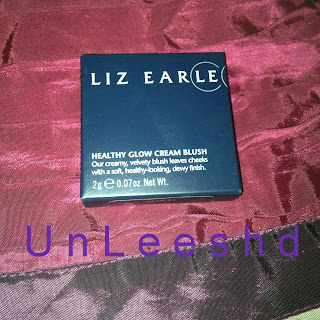 LIZ EARLE
HEALTHY GLOW CREAM BLUSH
Our creamy, velvety blush leaves cheeks
with a soft, healthy-looking, dewy finish.
2g ℮ 0.07oz Net Wt.
UnLeeshd